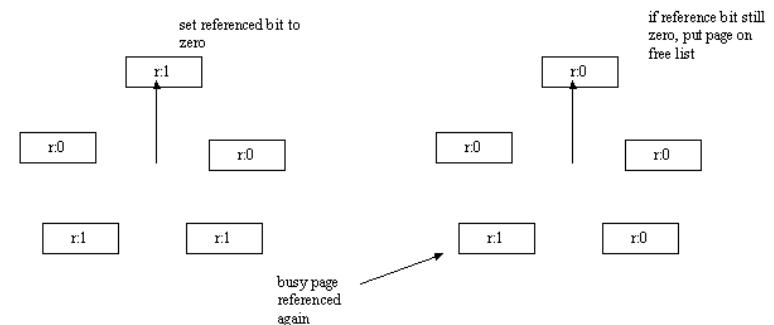 set referenced bit to
zero
r:1
r:0
r:0
r:1
r:1
if reference bit still
zero, put page on
free list
r:0
r:0
r:0
r:1
r:0
busy page
referenced
again